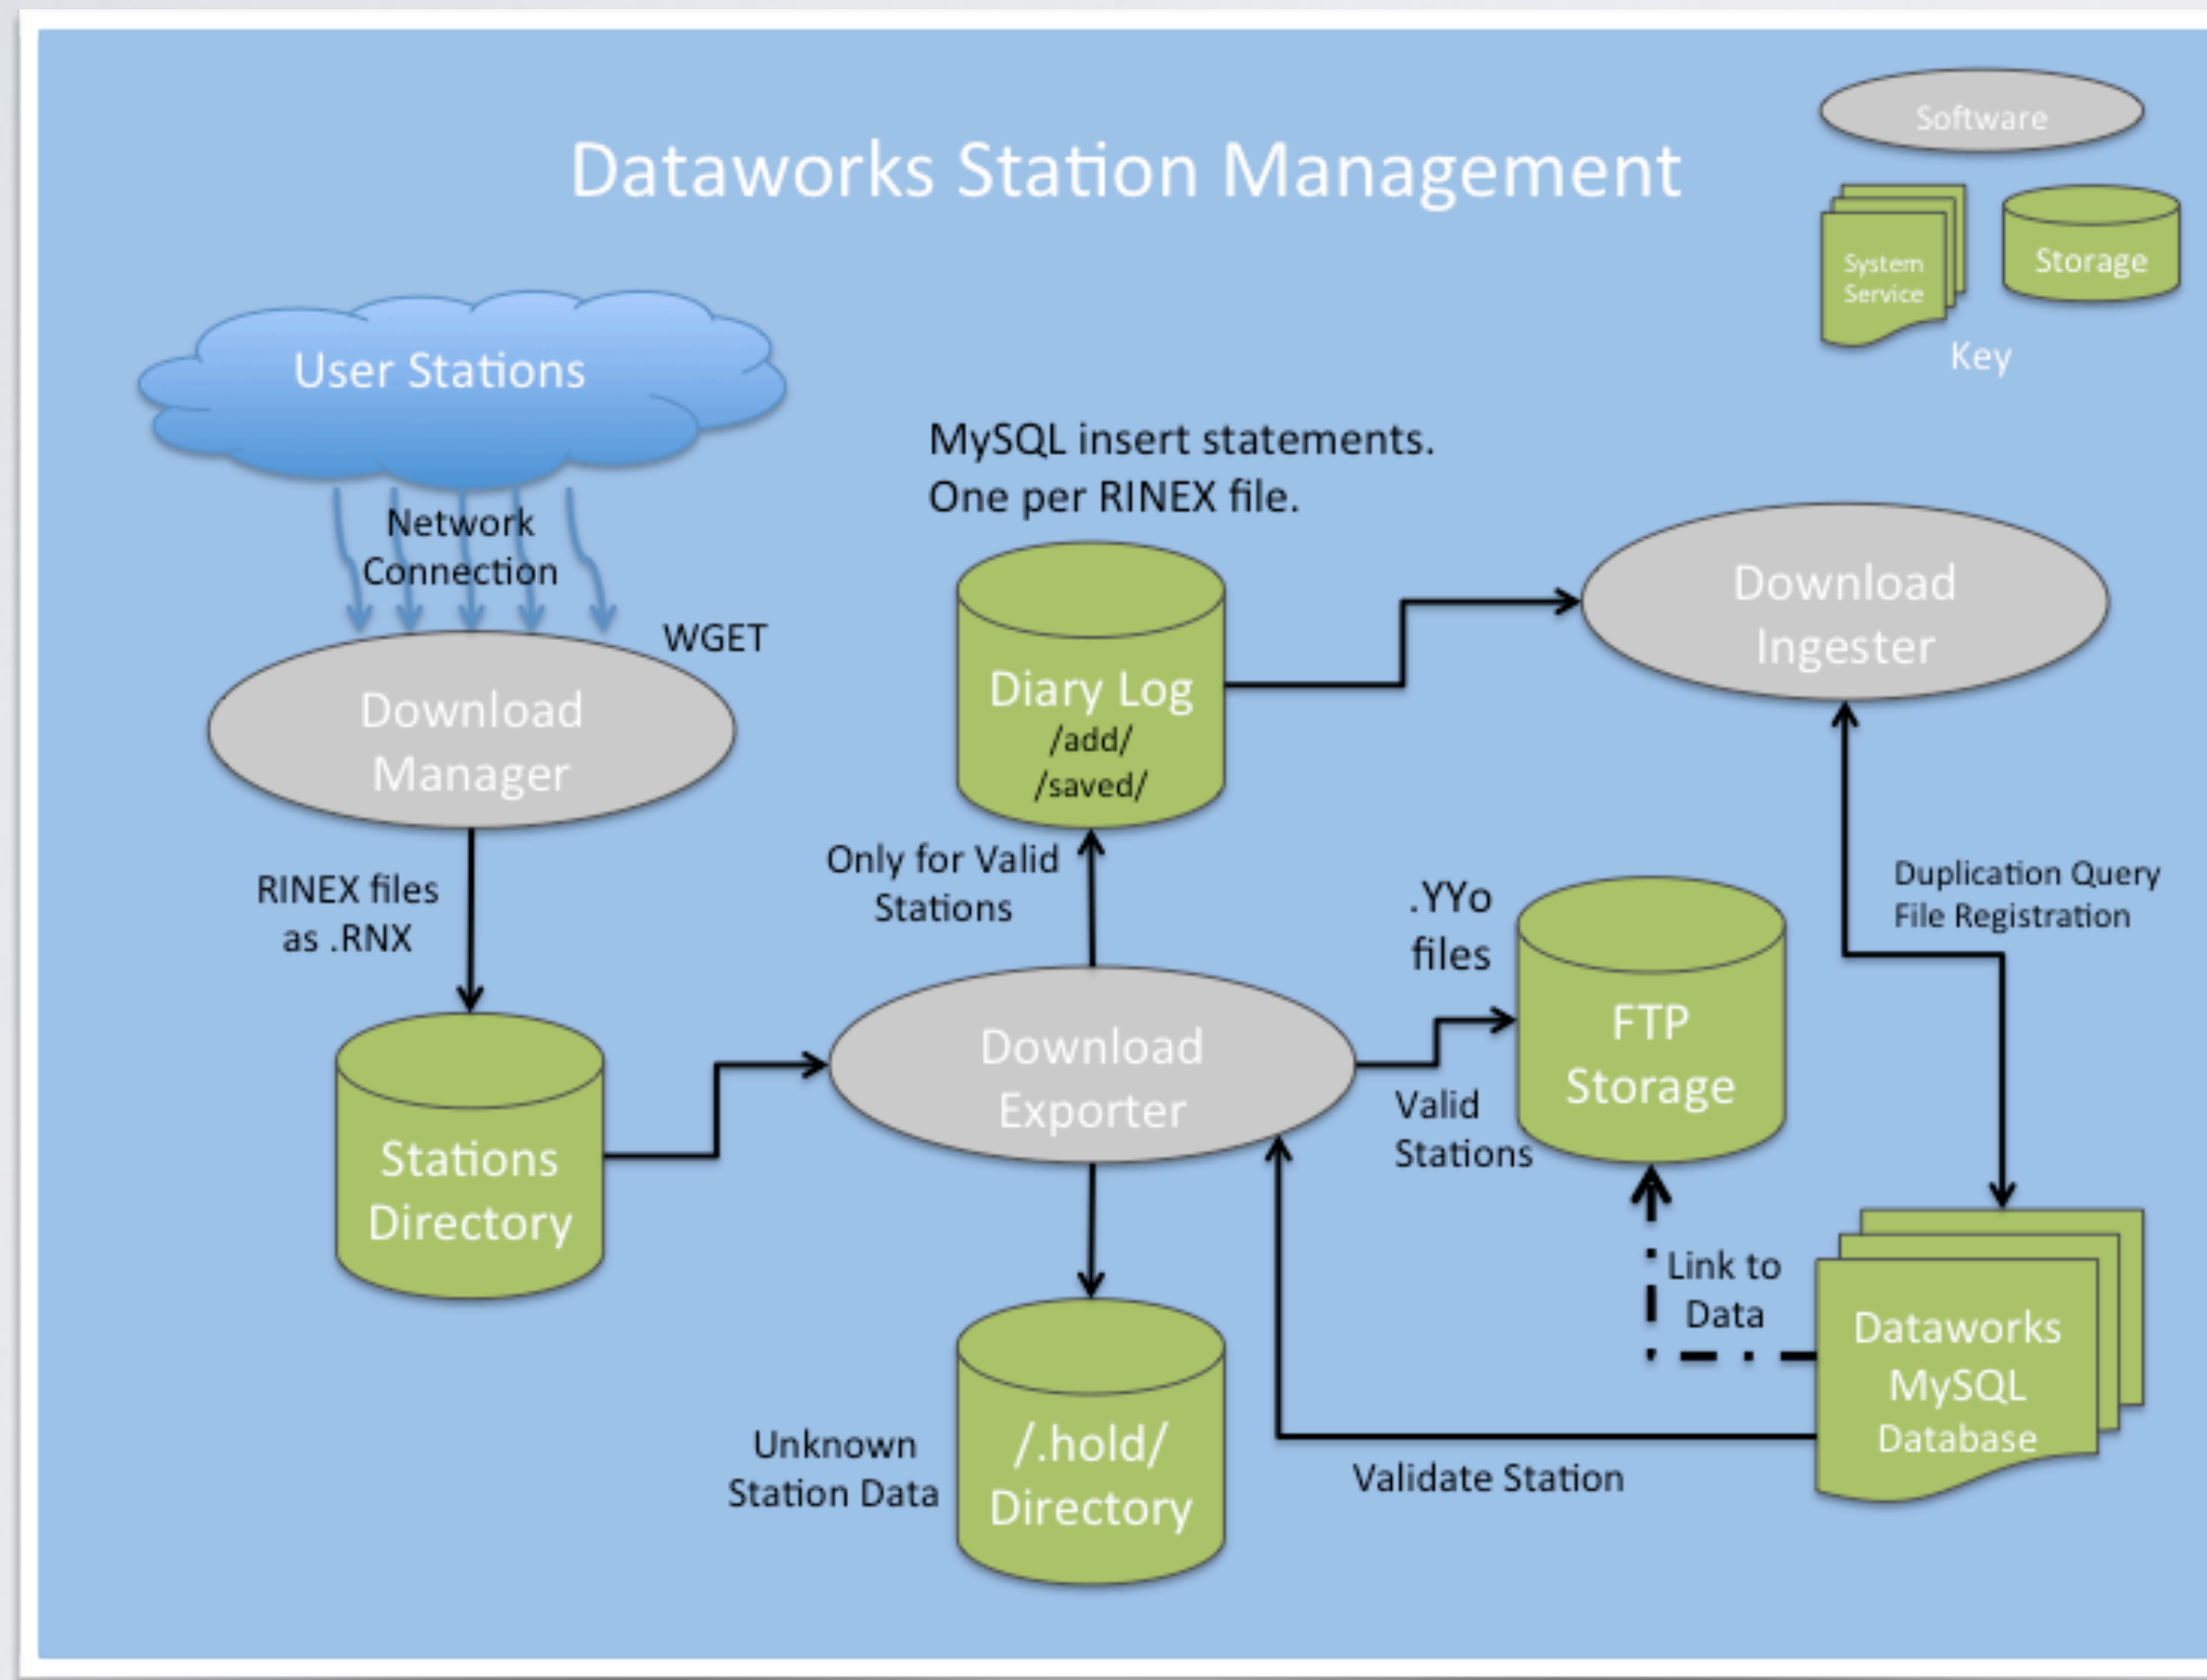 Dataworks Station Management
Software
System
Service
Storage
Key
User Stations
Network
Connection
WGET
Download
Manager
RINEX files
as .RNX
Stations
Directory
MySQL insert statements.
One per RINEX file.
Diary Log
/add/
/saved/
Only for Valid
Stations
Download
Exporter
Unknown
Station Data
/.hold/
Directory
.YYo
files
Valid
Stations
FTP
Storage
Download
Ingester
Duplication Query
File Registration
Link to
Data
Dataworks
MySQL
Database
Validate Station